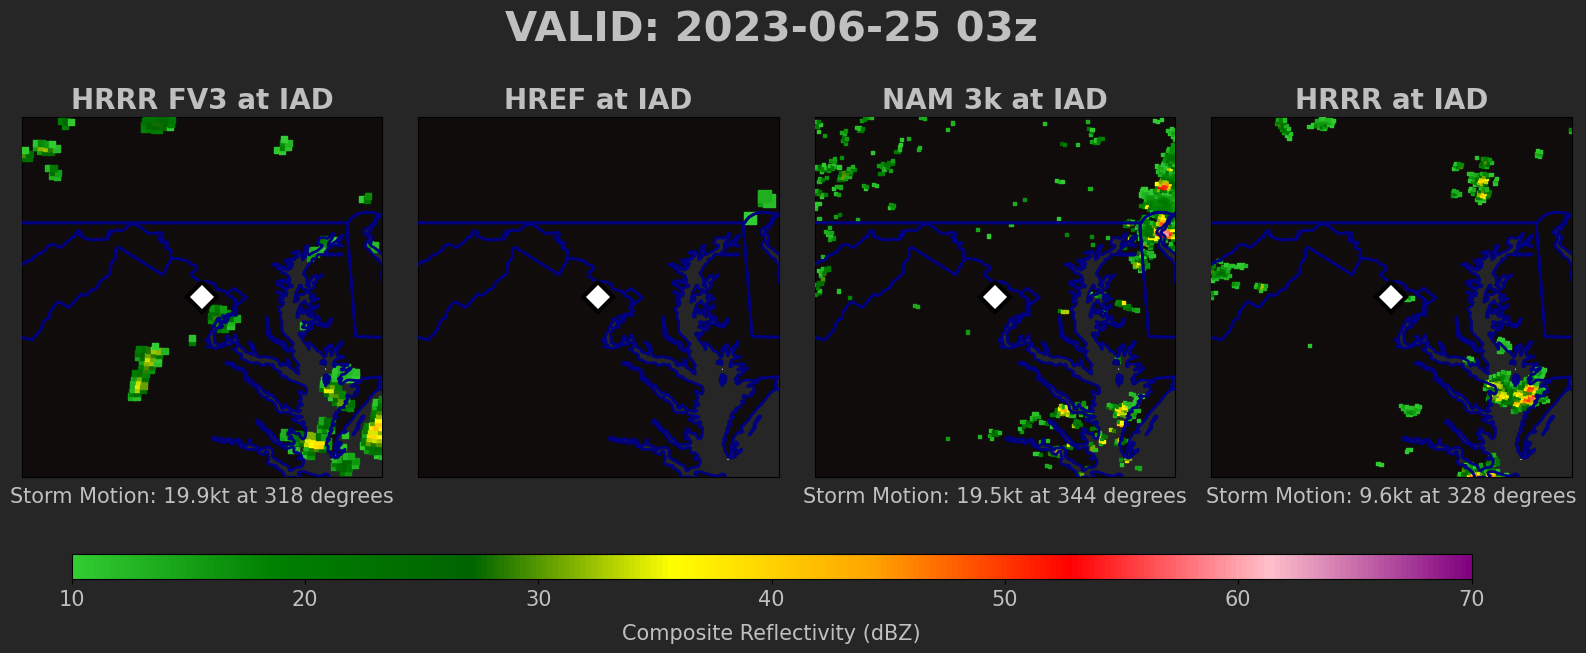 VALID: 2023-06-25 03z
HRRR FV3 at IAD
HREF at IAD
NAM 3k at IAD
HRRR at IAD
Storm Motion: 19.9kt at 318 degrees
Storm Motion: 19.5kt at 344 degrees
Storm Motion: 9.6kt at 328 degrees
10 20 30 40 50 60 70
Composite Reflectivity (dBZ)